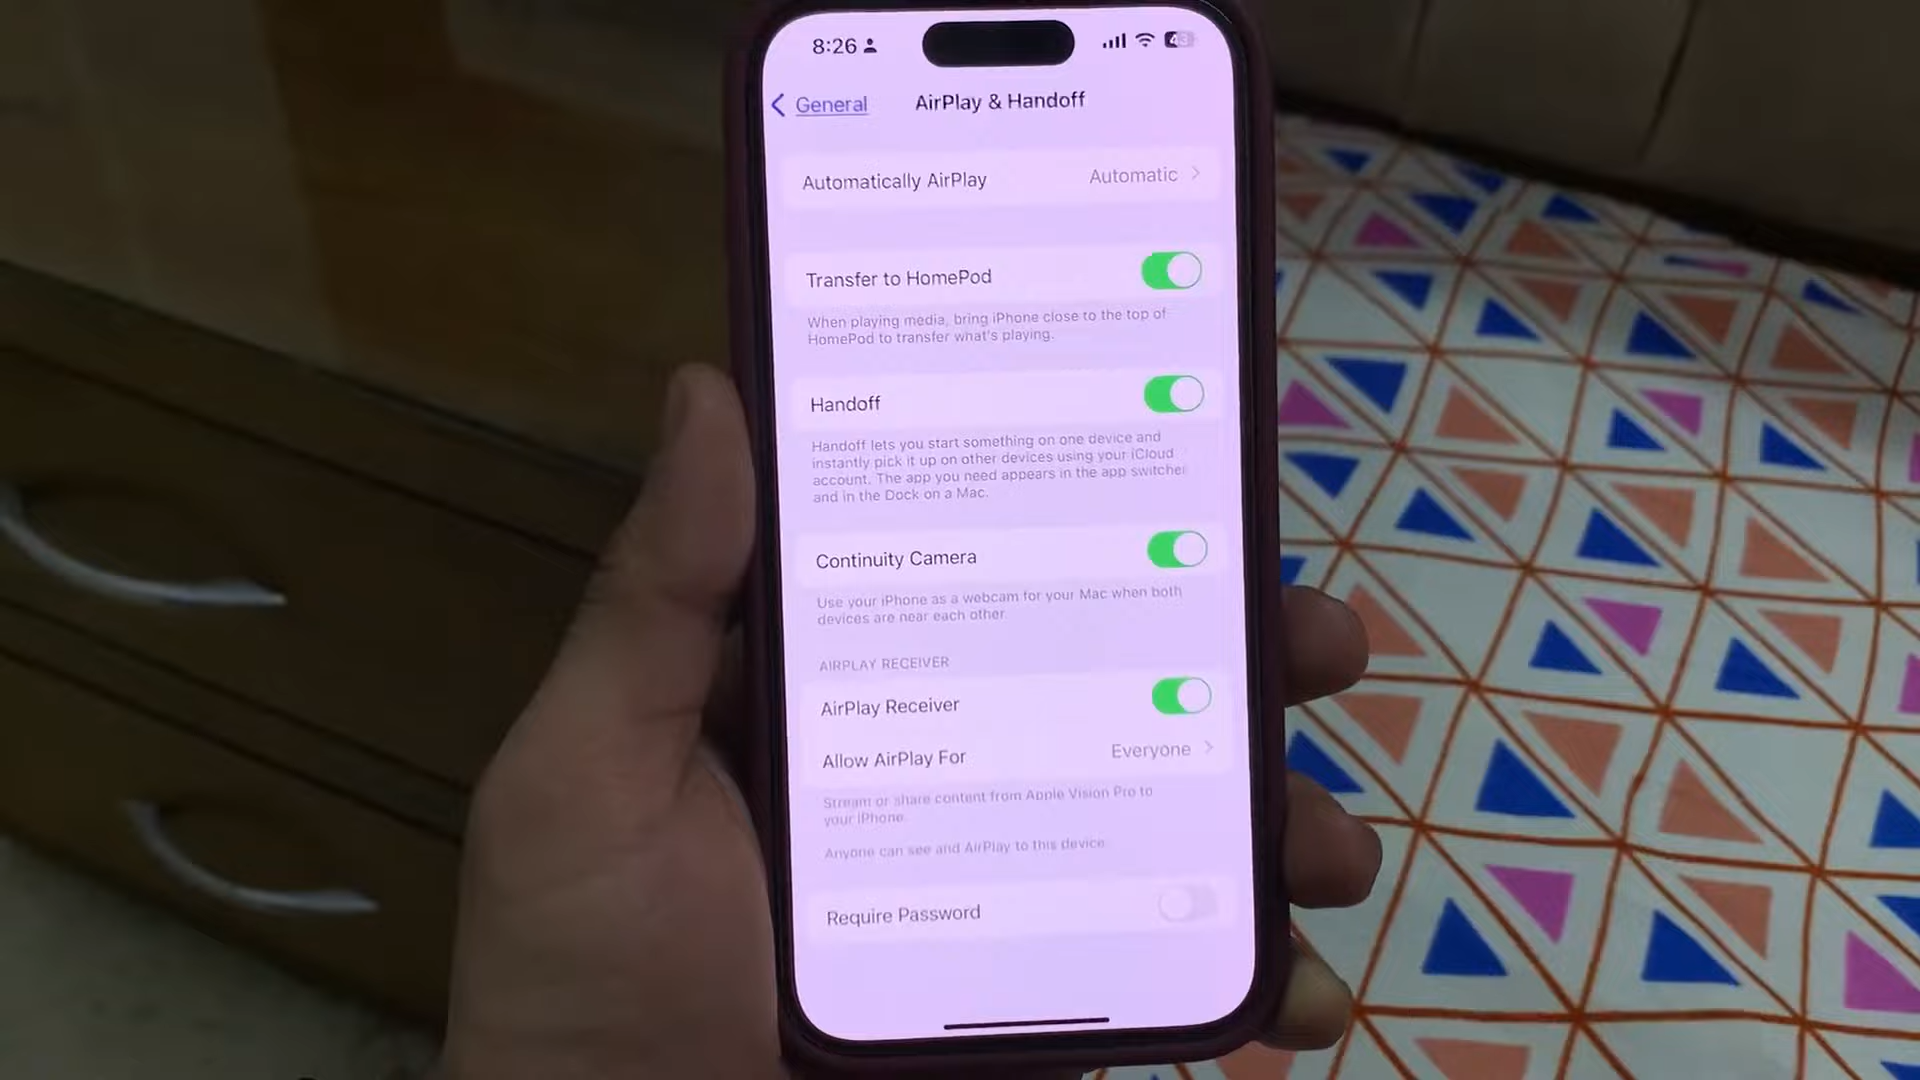 8:26
43
General
AirPlay & Handoff
Automatically AirPlay
Automatic
Transfer to HomePod
When playing media, bring iPhone close to the top of
HomePod to transfer what's playing.
Handoff
Handoff lets you start something on one device and
instantly pick it up on other devices using your iCloud
account. The app you need appears in the app switcher
and in the Dock on a Mac.
Continuity Camera
Use your iPhone as a webcam for your Mac when both
devices are near each other.
AIRPLAY RECEIVER
AirPlay Receiver
Allow AirPlay For
Everyone
Stream or share content from Apple Vision Pro to
your iPhone.
Anyone can see and AirPlay to this device.
Require Password